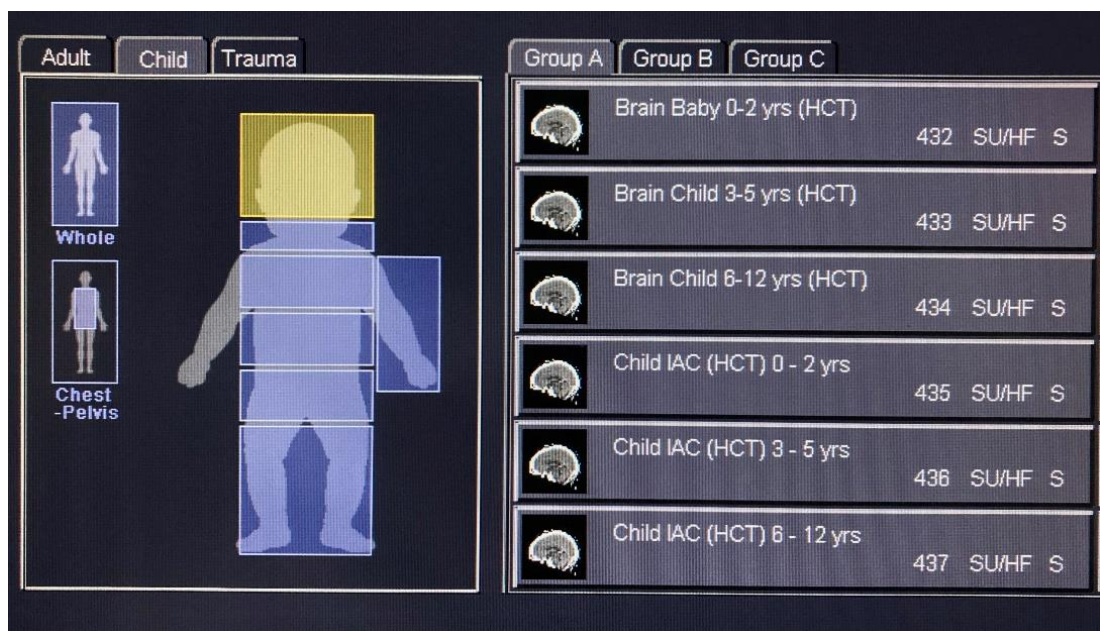 Adult Child Trauma
Whole
Chest
-Pelvis
Group A Group B Group C
Brain Baby 0-2 yrs (HCT)
432 SU/HF S
Brain Child 3-5 yrs (HCT)
433 SU/HF S
Brain Child 6-12 yrs (HCT)
434 SU/HF S
Child IAC (HCT) 0 - 2 yrs
435 SU/HF S
Child IAC (HCT) 3 - 5 yrs
436 SU/HF S
Child IAC (HCT) 6 - 12 yrs
437 SU/HF S